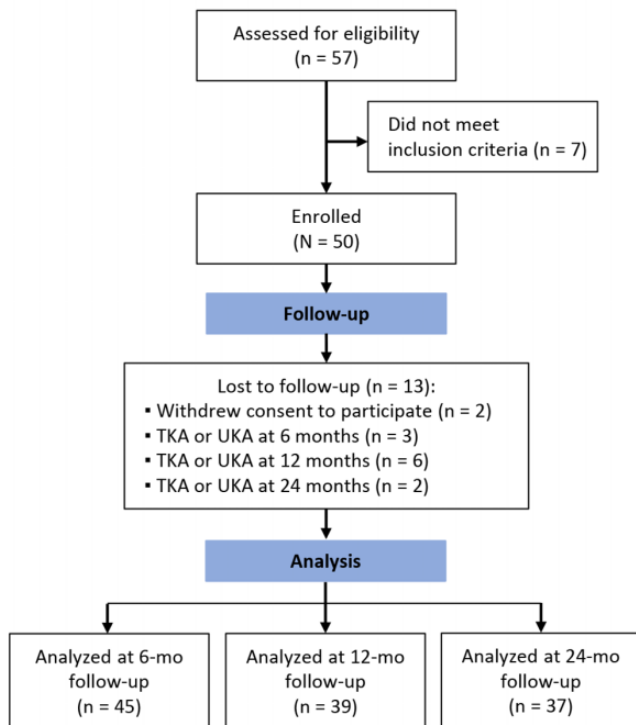 Assessed for eligibility
(n = 57)
Did not meet
inclusion criteria (n = 7)
Enrolled
(N = 50)
Follow-up
Lost to follow-up (n = 13):
▪ Withdrew consent to participate (n = 2)
▪ TKA or UKA at 6 months (n = 3)
▪ TKA or UKA at 12 months (n = 6)
▪ TKA or UKA at 24 months (n = 2)
Analysis
Analyzed at 6-mo
follow-up
(n = 45)
Analyzed at 12-mo
follow-up
(n = 39)
Analyzed at 24-mo
follow-up
(n = 37)